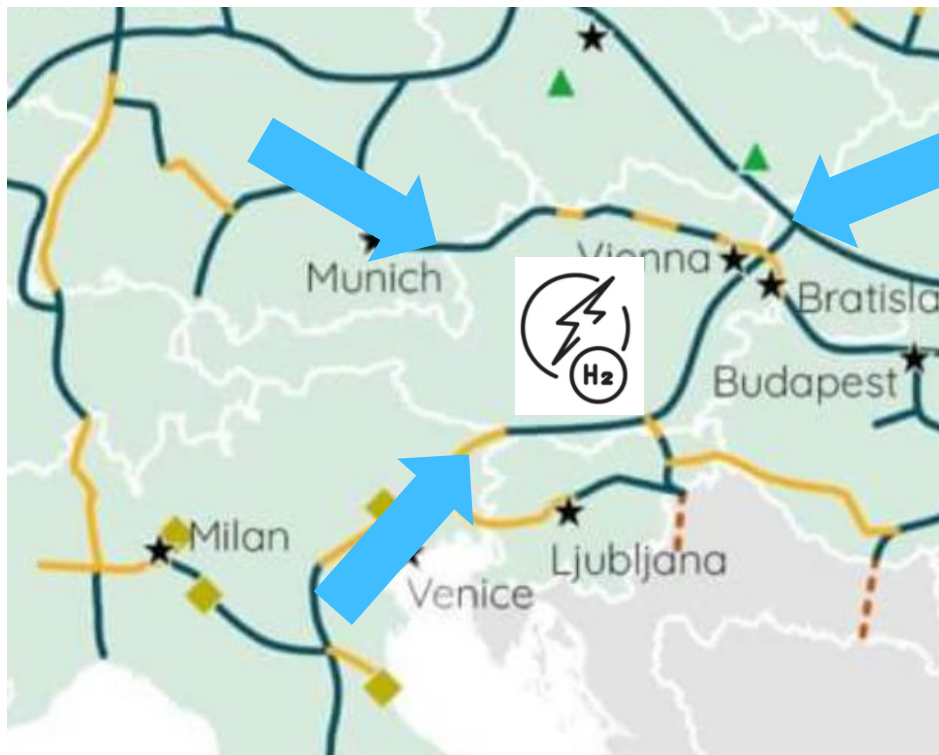 Vienna
Munich
Bratisla
H₂
Budapest
Milan
Ljubljana
Venice